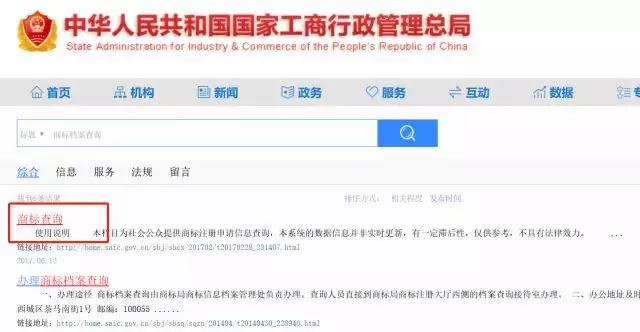 中华人民共和国国家工商行政管理总局
State Administration for Industry & Commerce of the People's Republic of China
首页 机构 新闻 政务 服务 互动 数据 专
标题 商标档案查询
综合 信息 服务 法规 留言
找到6条结果 排序方式： 相关程度 发布时间
商标查询
使用说明 本栏目为社会公众提供商标注册申请信息查询，本系统的数据信息并非实时更新，有一定滞后性，仅供参考，不具有法律效力。 ...
链接地址：http://home.saic.gov.cn/sbj/sbcx/201702/t20170228_231407.html
2017.06.12
办理商标档案查询
一、办理途径 商标档案查询由商标局商标信息档案管理处负责办理。查询人员直接到商标局商标注册大厅西侧的档案查询接待室办理。 二、办公地址及时
西城区茶马南街1号 邮编：100055 ......
链接地址：http://home.saic.gov.cn/sbj/sbsq/sqzn/201404/t20140430_228940.html